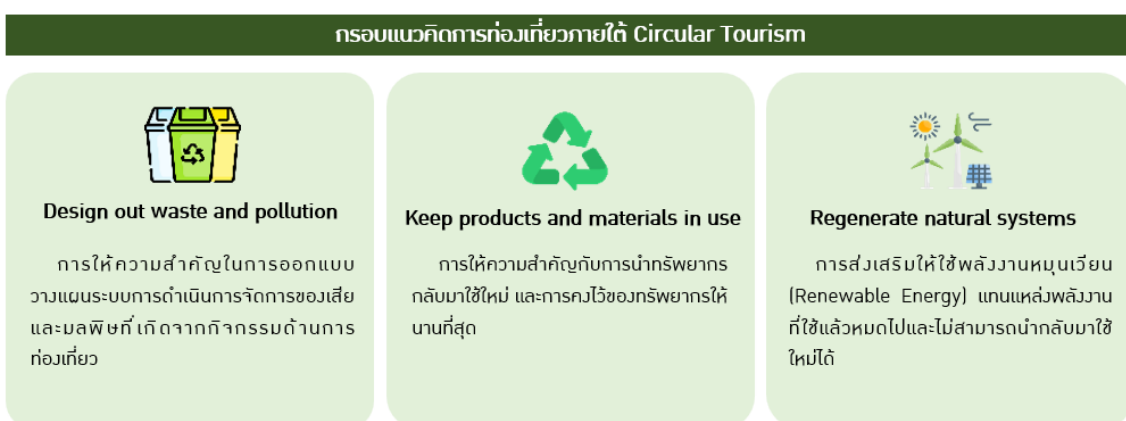 กรอบแนวคิดการท่องเที่ยวภายใต้ Circular Tourism
Design out waste and pollution
การให้ความสำคัญในการออกแบบ
วางแผนระบบการดำเนินการจัดการของเสีย
และมลพิษที่เกิดจากกิจกรรมด้านการ
ท่องเที่ยว
Keep products and materials in use
การให้ความสำคัญกับการนำทรัพยากร
กลับมาใช้ใหม่ และการคงไว้ของทรัพยากรให้
นานที่สุด
Regenerate natural systems
การส่งเสริมให้ใช้พลังงานหมุนเวียน
(Renewable Energy) แทนแหล่งพลังงาน
ที่ใช้แล้วหมดไปและไม่สามารถนำกลับมาใช้
ใหม่ได้